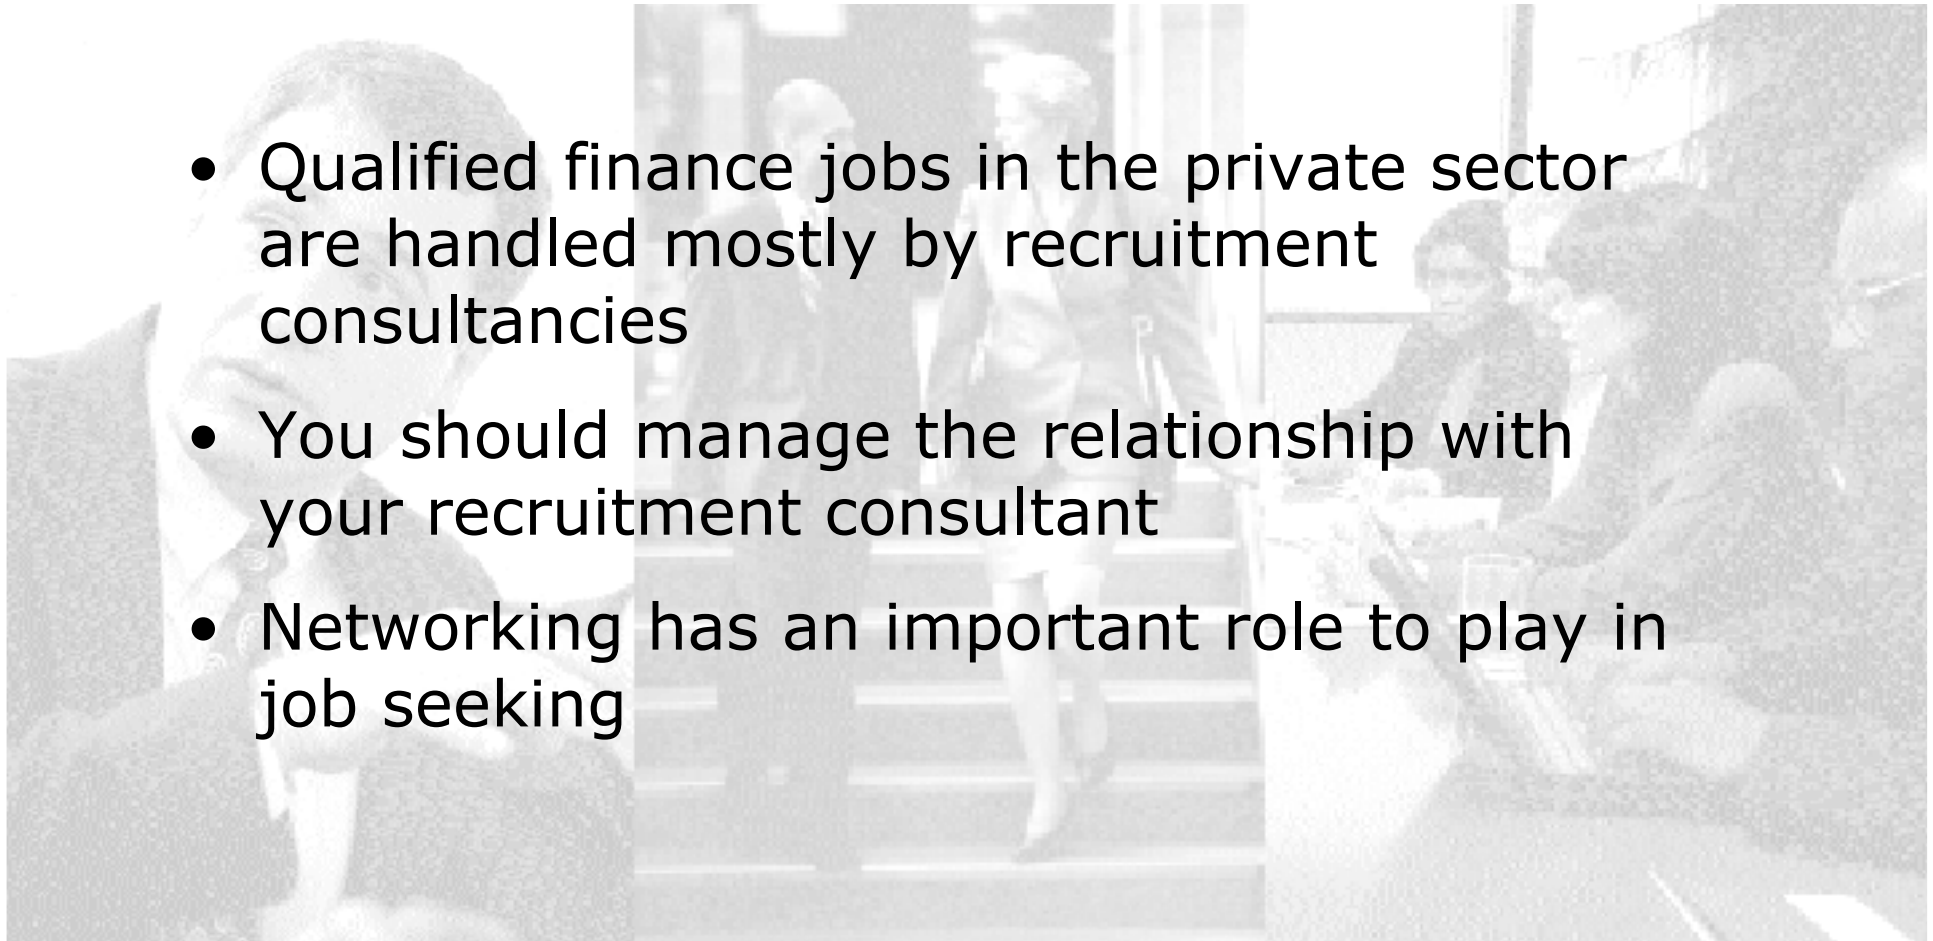 • Qualified finance jobs in the private sector
are handled mostly by recruitment
consultancies
• You should manage the relationship with
your recruitment consultant
• Networking has an important role to play in
job seeking